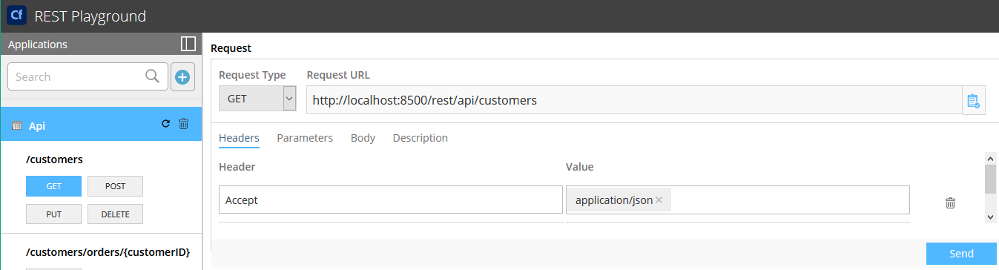 Cf REST Playground
Applications
Search
Api
/customers
GET POST
PUT DELETE
/customers/orders/{customerID}
Request
Request Type Request URL
GET http://localhost:8500/rest/api/customers
Headers Parameters Body Description
Header Value
Accept application/json
Send